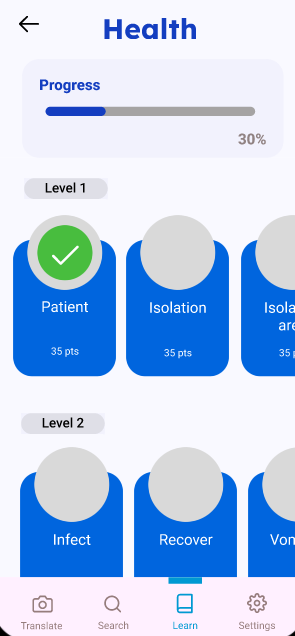 Health
Progress
30%
Level 1
Patient
Isolation
35 pts
35 pts
Level 2
Infect
Recover
Translate
Search
Learn
Settings